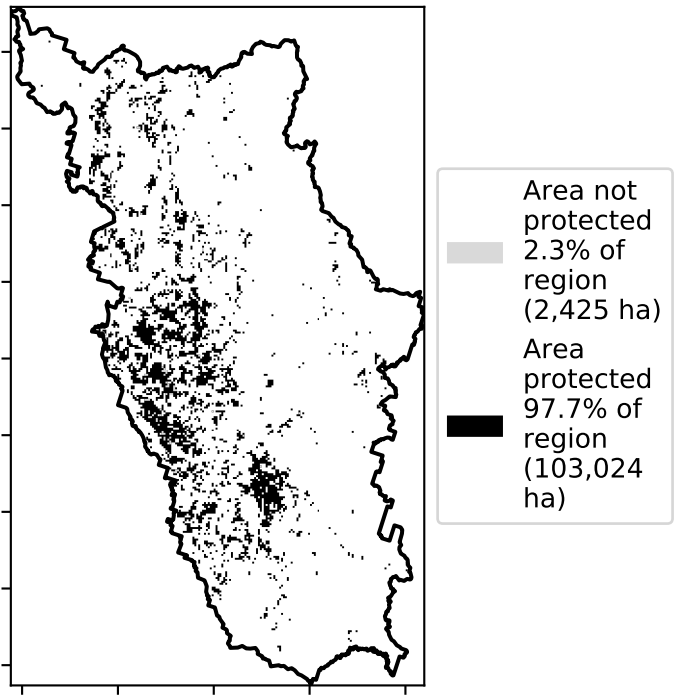 Area not
protected
2.3% of
region
(2,425 ha)
Area
protected
97.7% of
region
(103,024
ha)